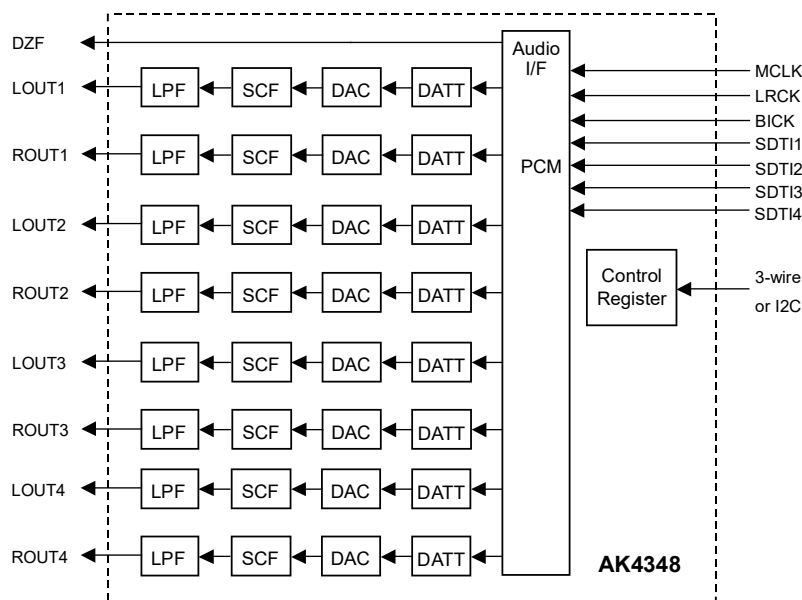 DZF
Audio
I/F
MCLK
LOUT1 LPF SCF DAC DATT
LRCK
BICK
SDTI1
ROUT1 LPF SCF DAC DATT PCM SDTI2
SDTI3
SDTI4
LOUT2 LPF SCF DAC DATT
ROUT2 LPF SCF DAC DATT
Control
Register
3-wire
or I2C
LOUT3 LPF SCF DAC DATT
ROUT3 LPF SCF DAC DATT
LOUT4 LPF SCF DAC DATT
ROUT4 LPF SCF DAC DATT
AK4348